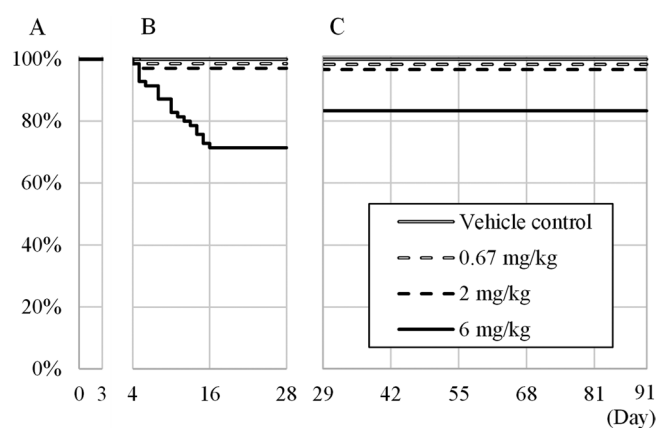 A B C
100%
80%
60%
40%
20%
0%
Vehicle control
0.67 mg/kg
2 mg/kg
6 mg/kg
0 3 4 16 28 29 42 55 68 81 91
(Day)